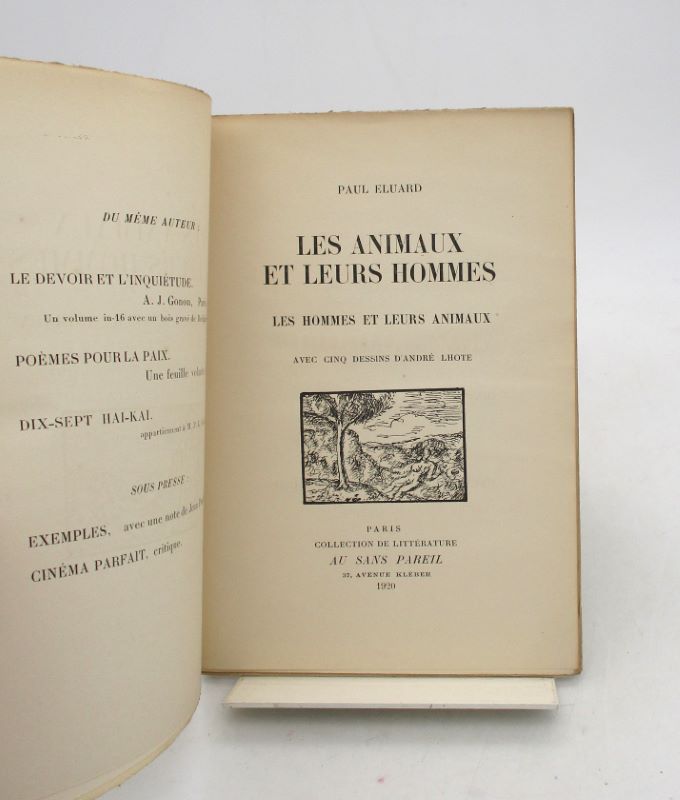 DU MÊME AUTEUR :
LE DEVOIR ET L'INQUIÉTUDE.
A. J. Gonon,
Un volume in-16 avec un bois gravé de
POÈMES POUR LA PAIX.
Une feuille
DIX-SEPT HAI-KAI.
appartiennent à
SOUS PRESSE :
EXEMPLES, avec une note de Jean
CINÉMA PARFAIT, critique.
PAUL ELUARD
LES ANIMAUX
ET LEURS HOMMES
LES HOMMES ET LEURS ANIMAUX
AVEC CINQ DESSINS D'ANDRÉ LHOTE
PARIS
COLLECTION DE LITTÉRATURE
AU SANS PAREIL
37, AVENUE KLEBER
1920